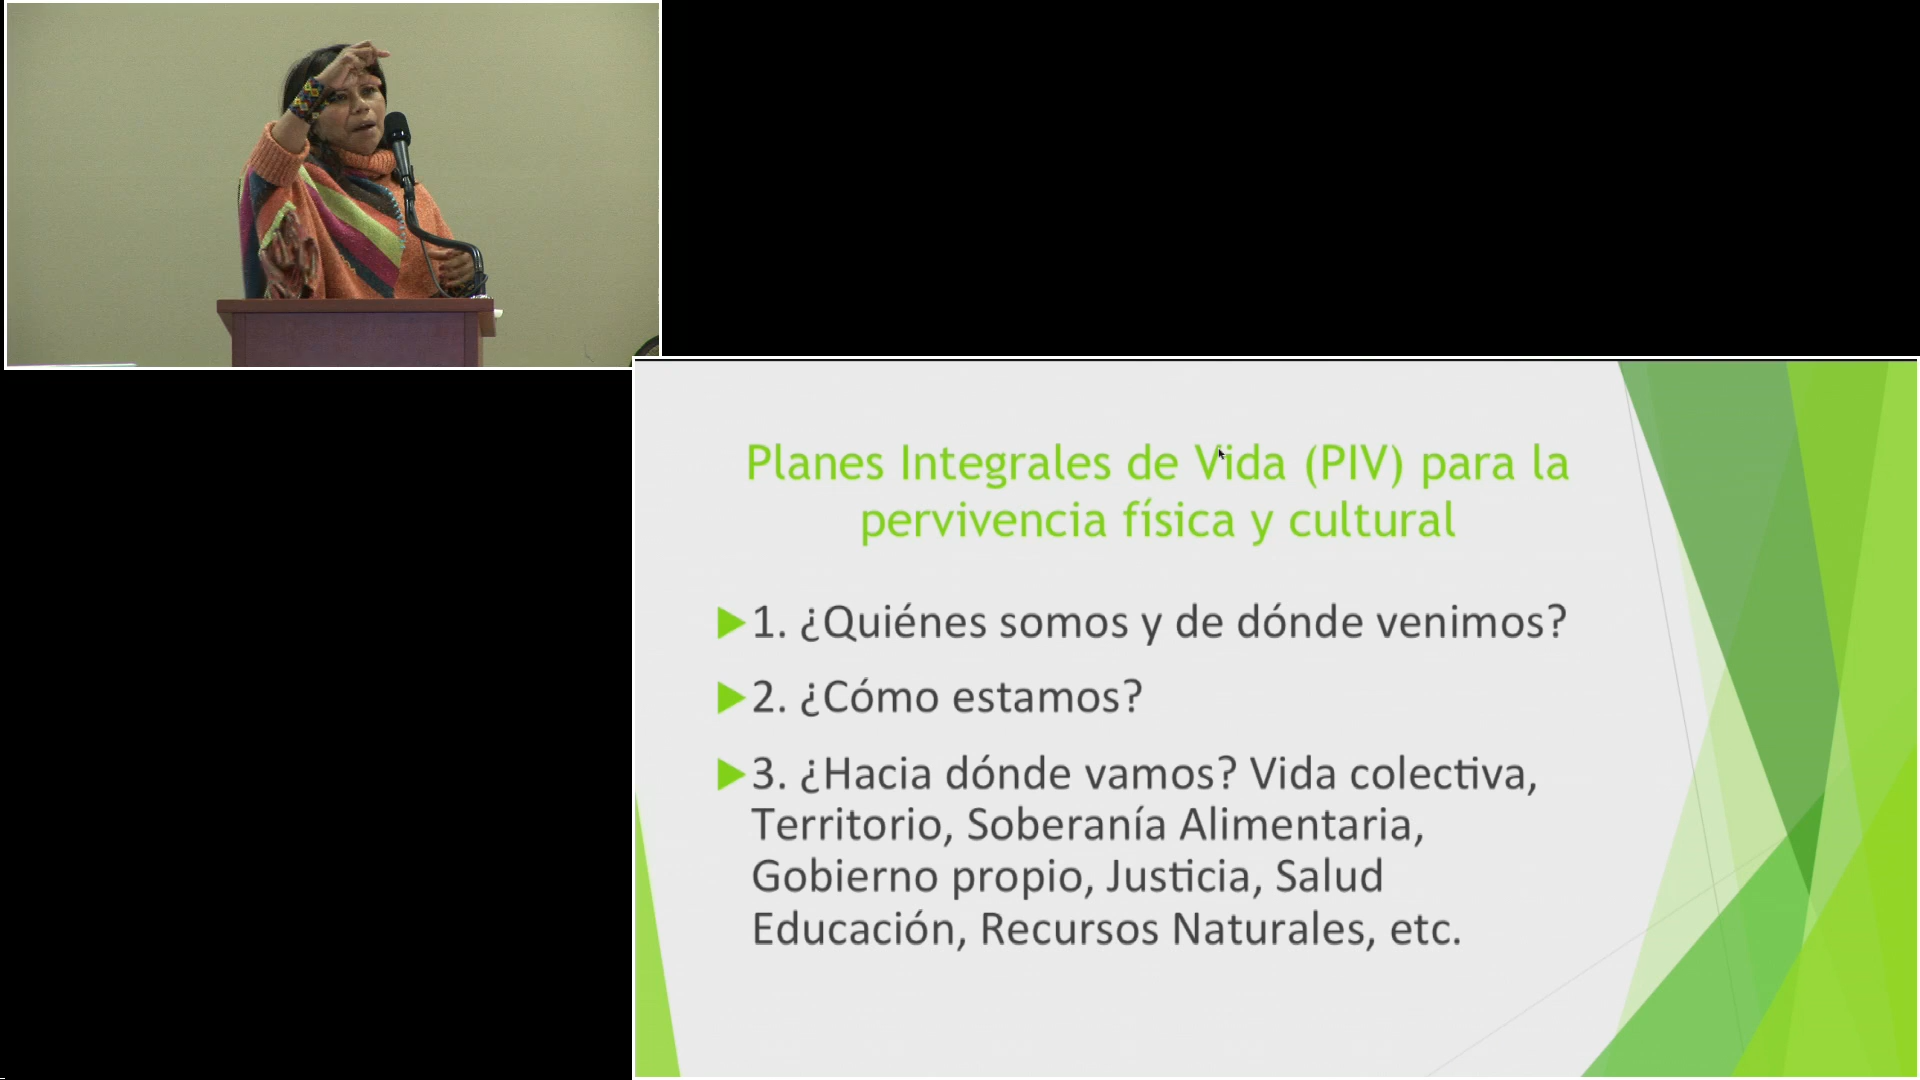 Planes Integrales de Vida (PIV) para la
pervivencia física y cultural
1. ¿Quiénes somos y de dónde venimos?
2. ¿Cómo estamos?
3. ¿Hacia dónde vamos? Vida colectiva,
Territorio, Soberanía Alimentaria,
Gobierno propio, Justicia, Salud
Educación, Recursos Naturales, etc.